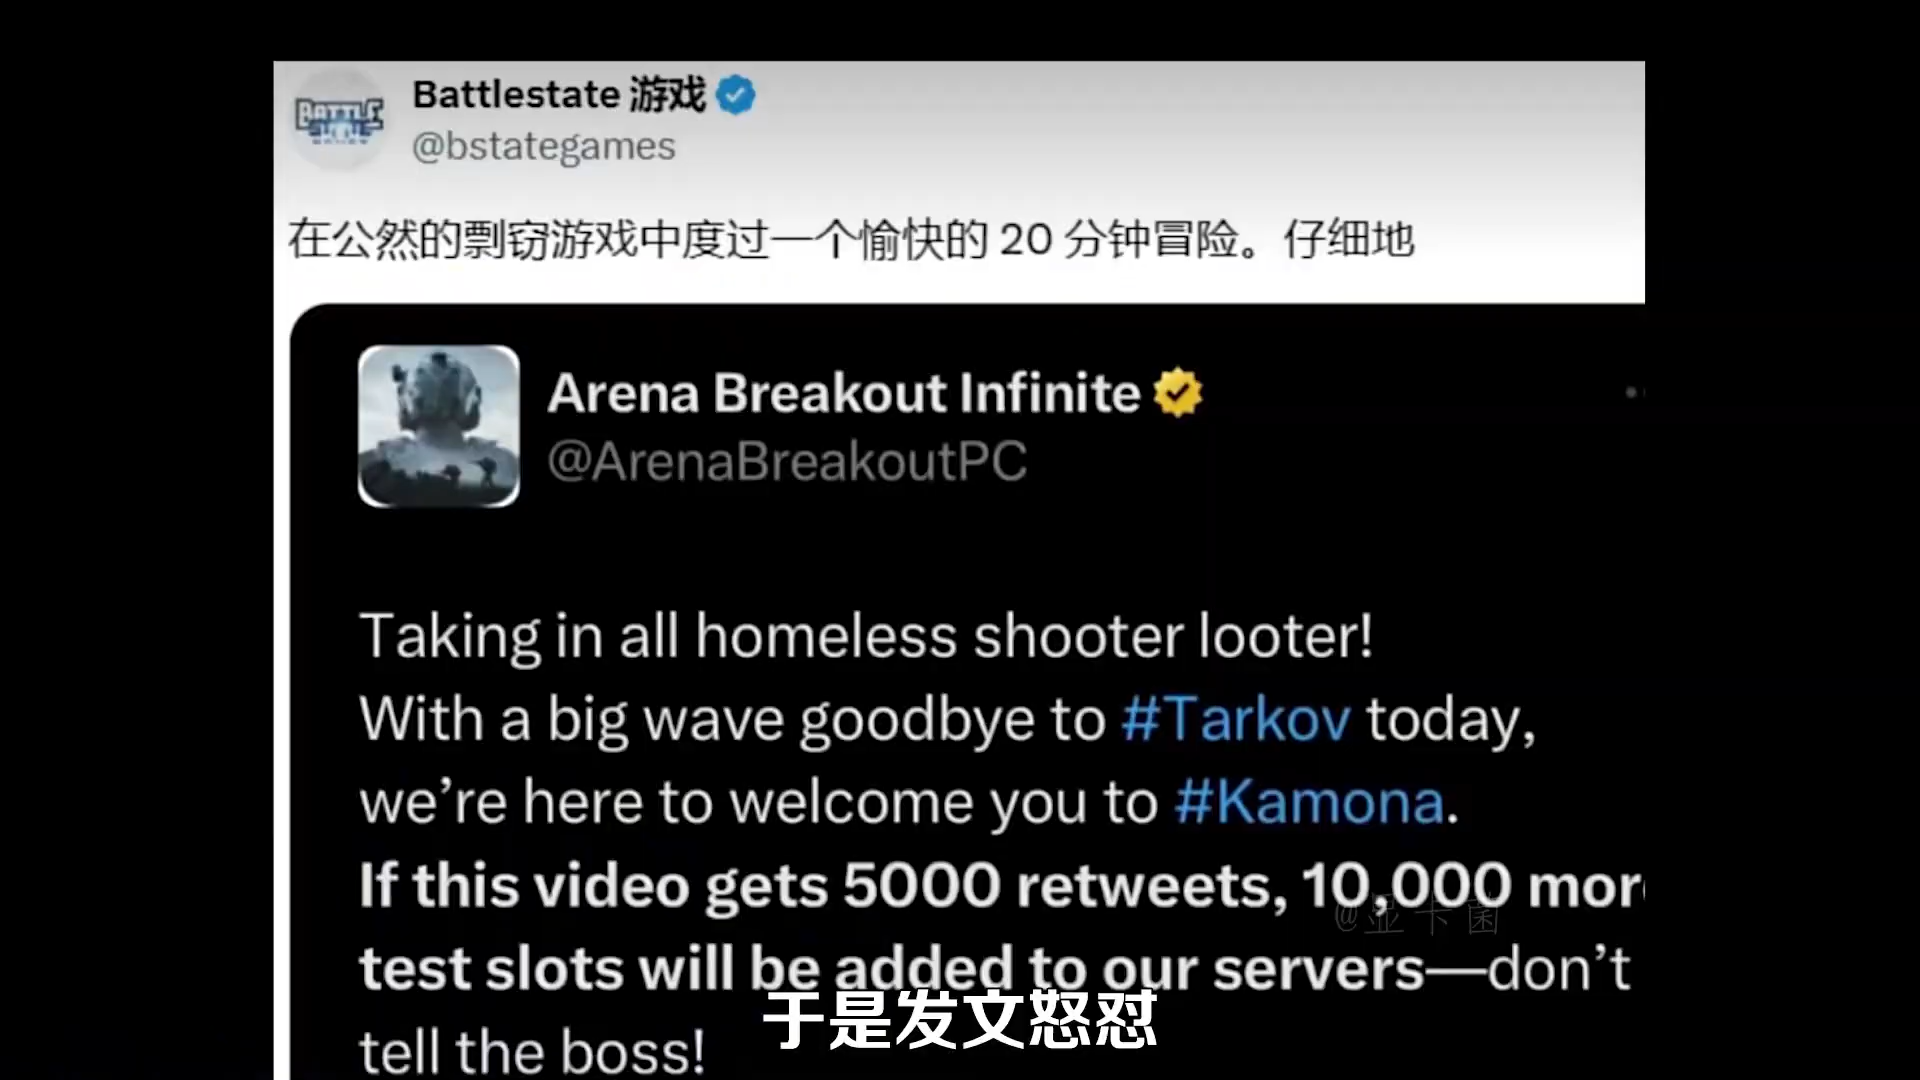 Battlestate 游戏
@bstategames
在公然的剽窃游戏中度过一个愉快的 20 分钟冒险。仔细地
Arena Breakout Infinite
@ArenaBreakoutPC
Taking in all homeless shooter looter!
With a big wave goodbye to #Tarkov today,
we’re here to welcome you to #Kamona.
If this video gets 5000 retweets, 10,000 more
@显卡菌
test slots will be added to our servers—don’t
于是发文怒怼
tell the boss!